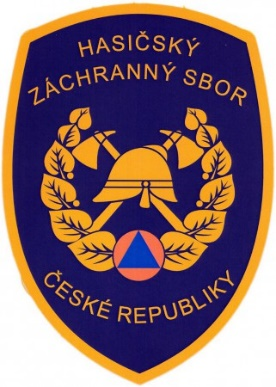 HASIČSKÝ
ZÁCHRANNÝ SBOR
ČESKÉ REPUBLIKY